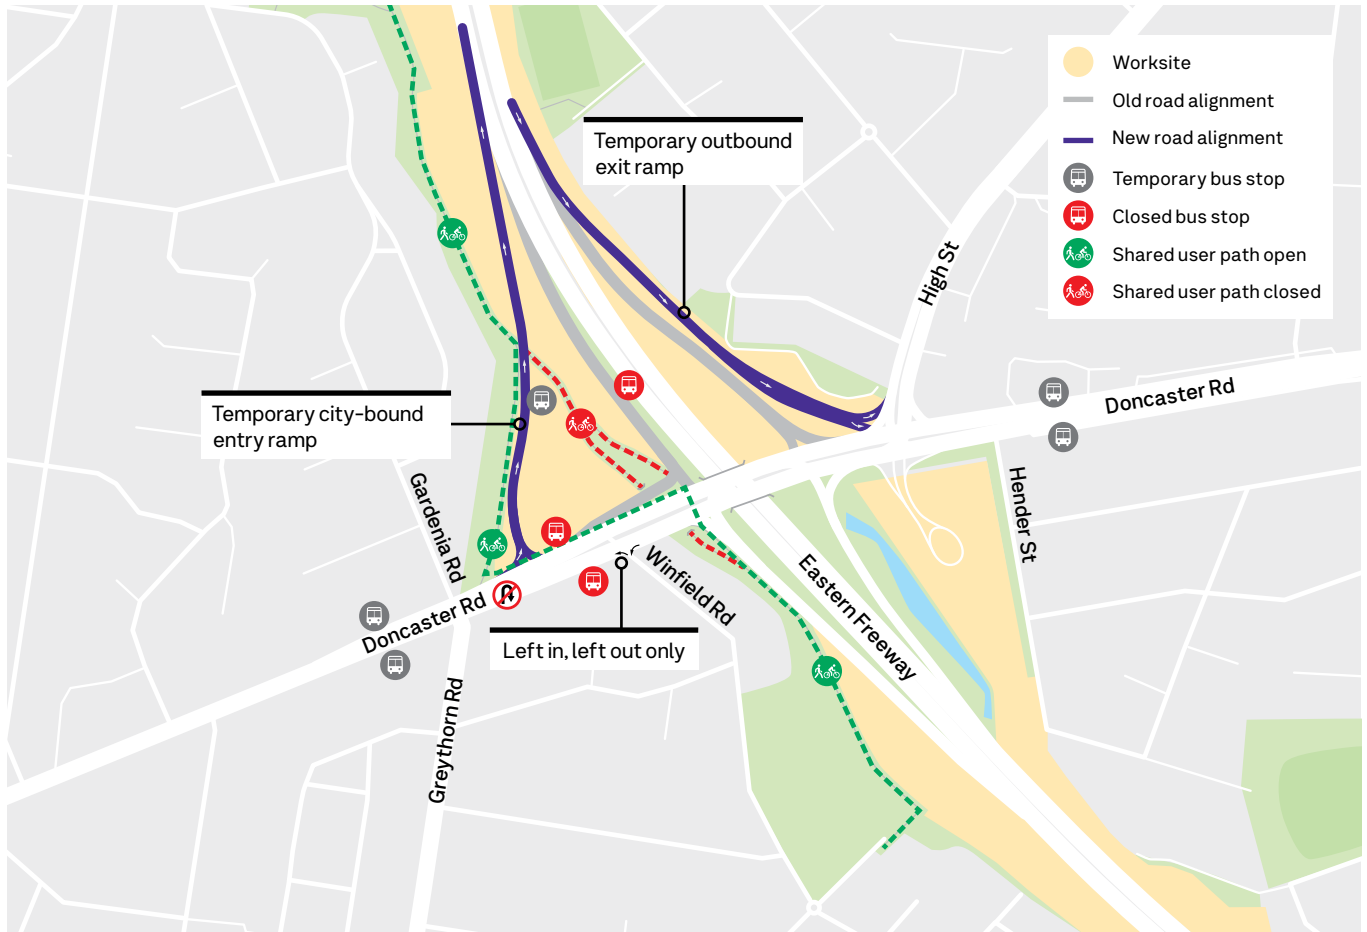 Worksite
Old road alignment
New road alignment
Temporary bus stop
Closed bus stop
Shared user path open
Shared user path closed
Temporary outbound
exit ramp
High St
Doncaster Rd
Temporary city-bound
entry ramp
Gardenia Rd
Hender St
Winfield Rd
Eastern Freeway
Doncaster Rd
Left in, left out only
Greythorn Rd